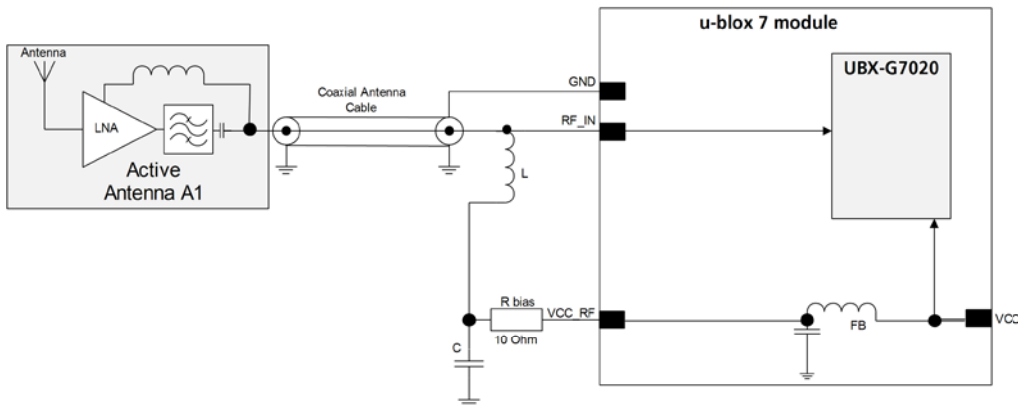 u-blox 7 module
Antenna
LNA
Active
Antenna A1
Coaxial Antenna
Cable
GND
RF_IN
UBX-G7020
L
R bias
10 Ohm
VCC_RF
C
FB
VCC